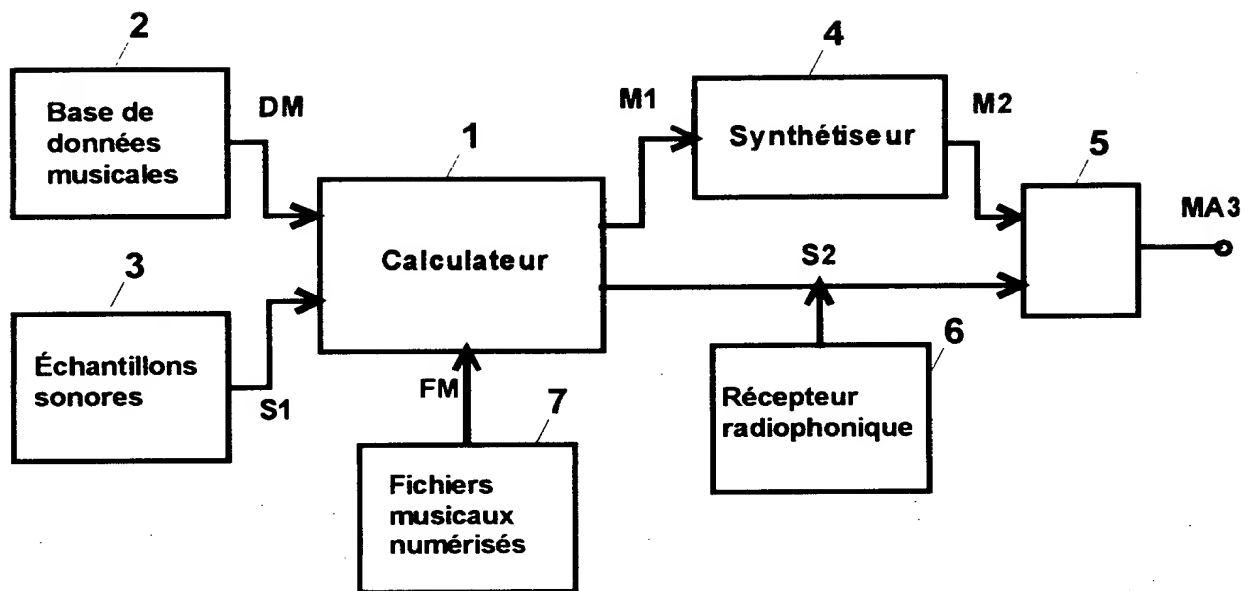 2
4
Base de
données
musicales
DM
M1
Synthétiseur
M2
1
5
MA3
Calculateur
S2
3
Échantillons
sonores
S1
FM
7
6
Récepteur
radiophonique
Fichiers
musicaux
numérisés